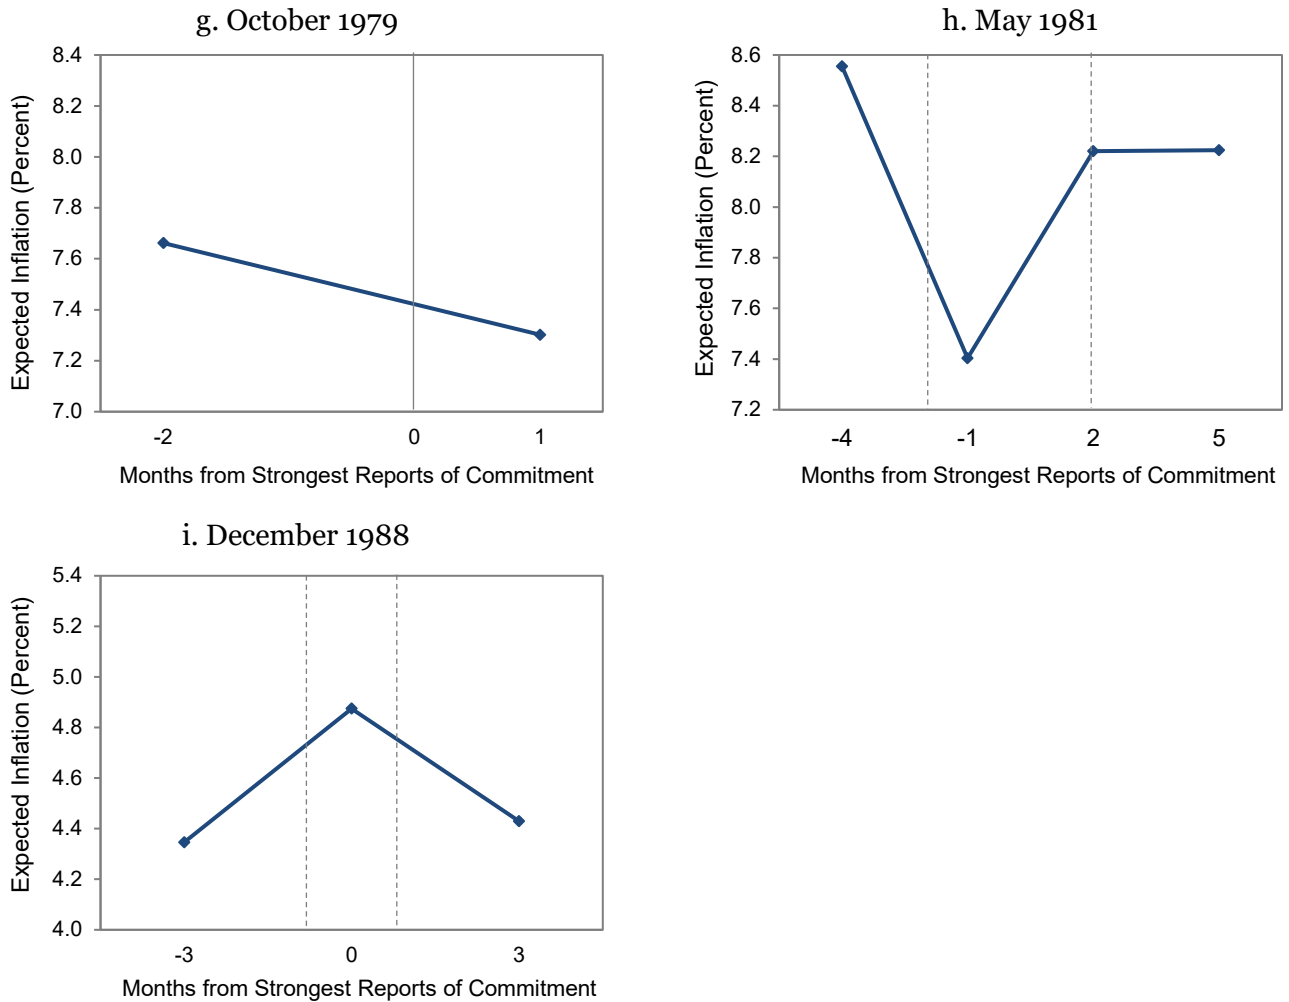 g. October 1979
Expected Inflation (Percent)
8.4
8.2
8.0
7.8
7.6
7.4
7.2
7.0
-2 0 1
Months from Strongest Reports of Commitment
h. May 1981
Expected Inflation (Percent)
8.6
8.4
8.2
8.0
7.8
7.6
7.4
7.2
-4 -1 2 5
Months from Strongest Reports of Commitment
i. December 1988
Expected Inflation (Percent)
5.4
5.2
5.0
4.8
4.6
4.4
4.2
4.0
-3 0 3
Months from Strongest Reports of Commitment